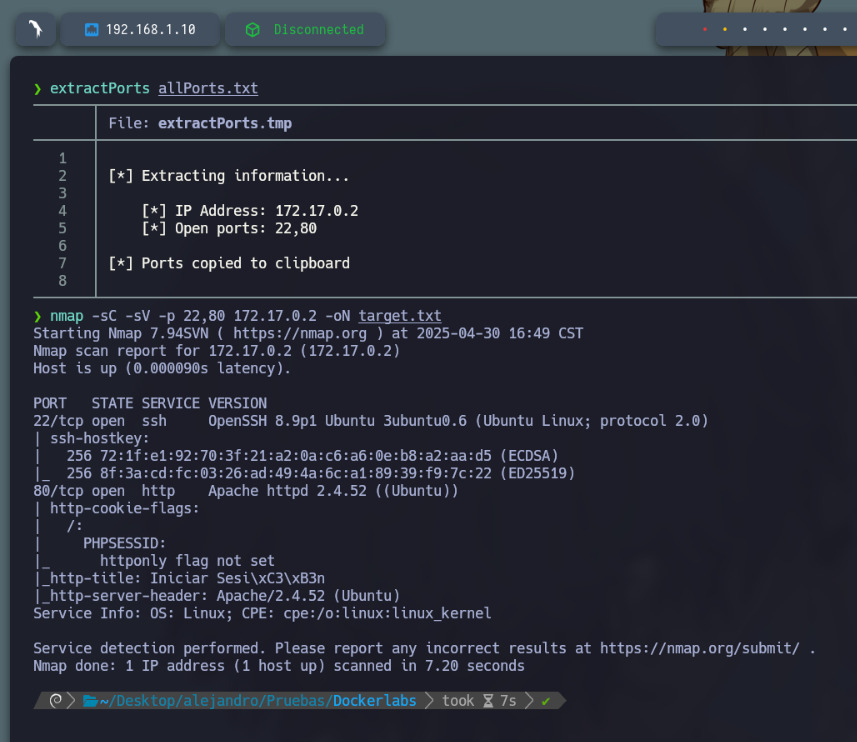 192.168.1.10
Disconnected
❯ extractPorts allPorts.txt
File: extractPorts.tmp
1
2 [*] Extracting information...
3
4 [*] IP Address: 172.17.0.2
5 [*] Open ports: 22,80
6
7 [*] Ports copied to clipboard
8
❯ nmap -sC -sV -p 22,80 172.17.0.2 -oN target.txt
Starting Nmap 7.94SVN ( https://nmap.org ) at 2025-04-30 16:49 CST
Nmap scan report for 172.17.0.2 (172.17.0.2)
Host is up (0.000090s latency).
PORT   STATE SERVICE VERSION
22/tcp open  ssh     OpenSSH 8.9p1 Ubuntu 3ubuntu0.6 (Ubuntu Linux; protocol 2.0)
| ssh-hostkey:
|   256 72:1f:e1:92:70:3f:21:a2:0a:c6:a6:0e:b8:a2:aa:d5 (ECDSA)
|_  256 8f:3a:cd:fc:03:26:ad:49:4a:6c:a1:89:39:f9:7c:22 (ED25519)
80/tcp open  http    Apache httpd 2.4.52 ((Ubuntu))
| http-cookie-flags:
|   /:
|     PHPSESSID:
|_      httponly flag not set
|_http-title: Iniciar Sesi\xC3\xB3n
|_http-server-header: Apache/2.4.52 (Ubuntu)
Service Info: OS: Linux; CPE: cpe:/o:linux:linux_kernel
Service detection performed. Please report any incorrect results at https://nmap.org/submit/ .
Nmap done: 1 IP address (1 host up) scanned in 7.20 seconds
~/Desktop/alejandro/Pruebas/Dockerlabs took 7s ✔